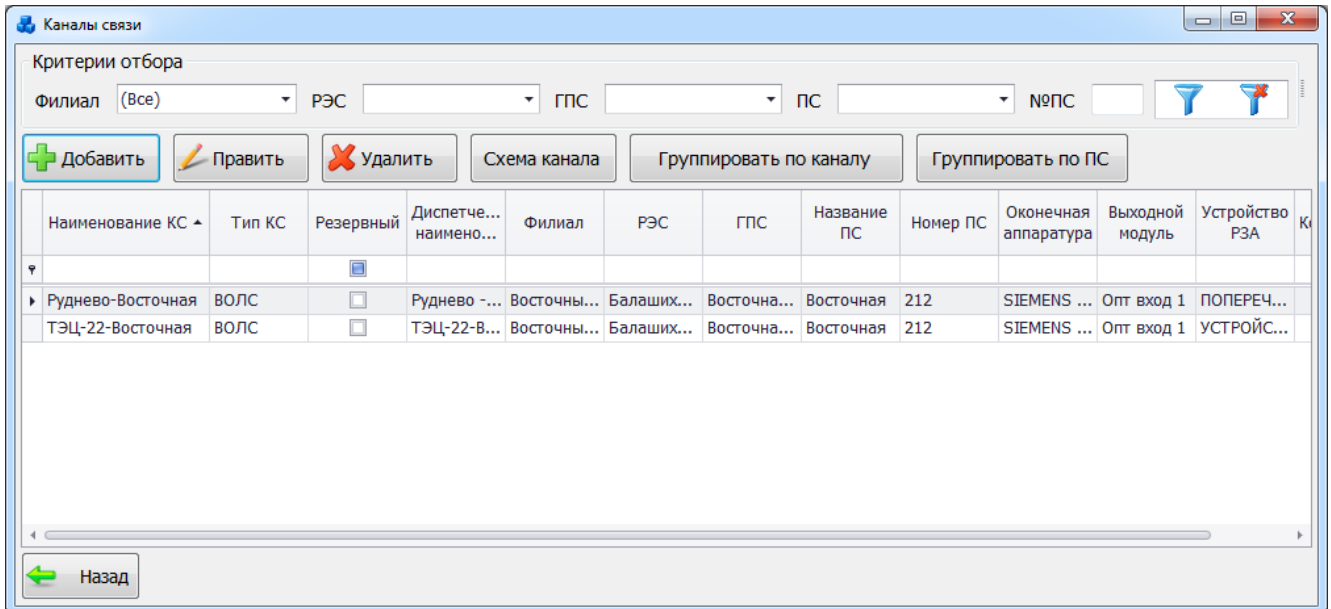 Каналы связи
Критерии отбора
Филиал (Все) РЭС ГПС ПС №ПС
Добавить Править Удалить Схема канала Группировать по каналу Группировать по ПС
Наименование КС Тип КС Резервный Диспетче... наимено... Филиал РЭС ГПС Название ПС Номер ПС Оконечная аппаратура Выходной модуль Устройство РЗА
Руднево-Восточная ВОЛС Руднево -... Восточны... Балаших... Восточна... Восточная 212 SIEMENS ... Опт вход 1 ПОПЕРЕЧ...
ТЭЦ-22-Восточная ВОЛС ТЭЦ-22-В... Восточны... Балаших... Восточна... Восточная 212 SIEMENS ... Опт вход 1 УСТРОЙС...
Назад